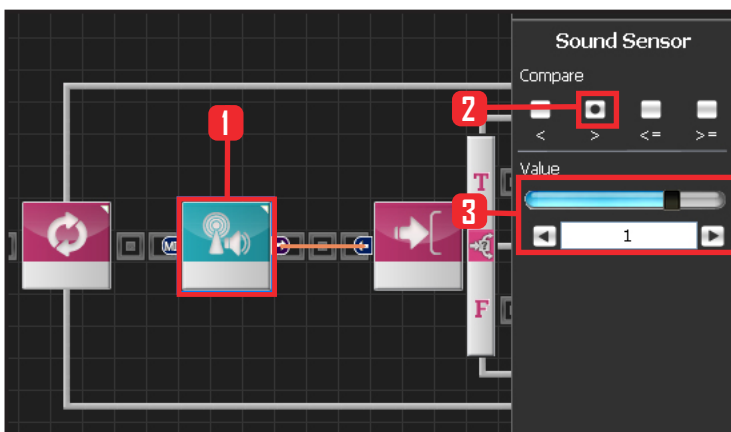 Sound Sensor
Compare
1
2
< > <= >=
T
Value
3
M
1
?
F